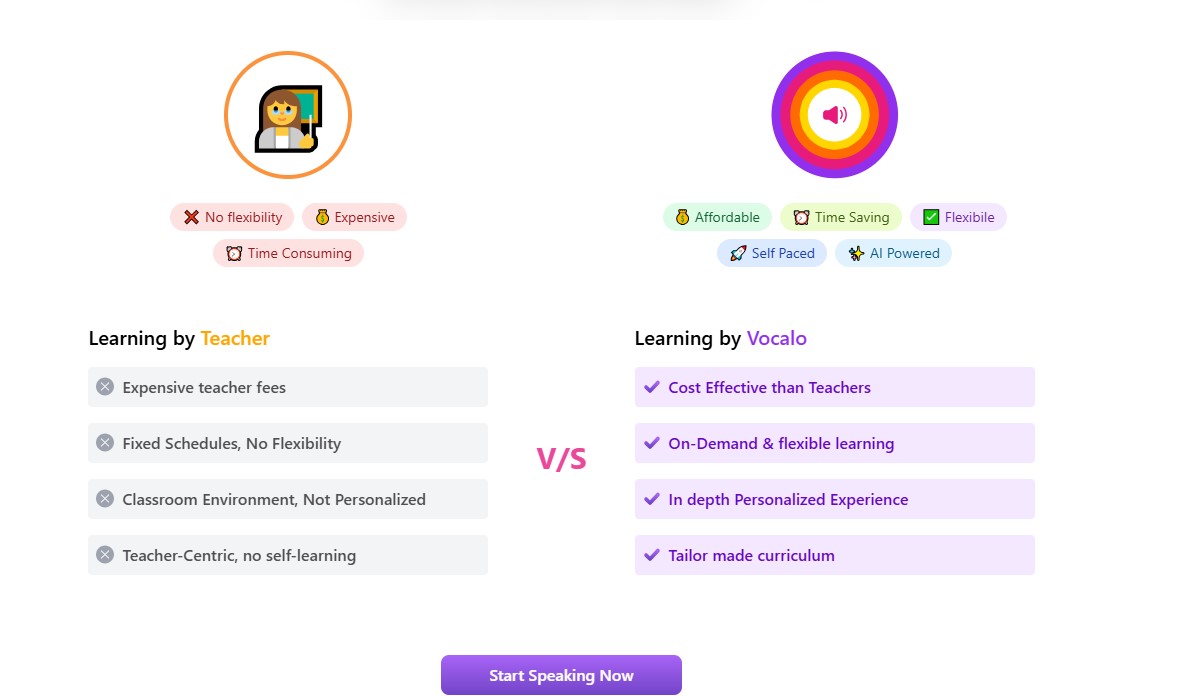 No flexibility
Expensive
Time Consuming
Affordable
Time Saving
Flexibile
Self Paced
AI Powered
Learning by Teacher
Expensive teacher fees
Fixed Schedules, No Flexibility
Classroom Environment, Not Personalized
Teacher-Centric, no self-learning
V/S
Learning by Vocalo
Cost Effective than Teachers
On-Demand & flexible learning
In depth Personalized Experience
Tailor made curriculum
Start Speaking Now